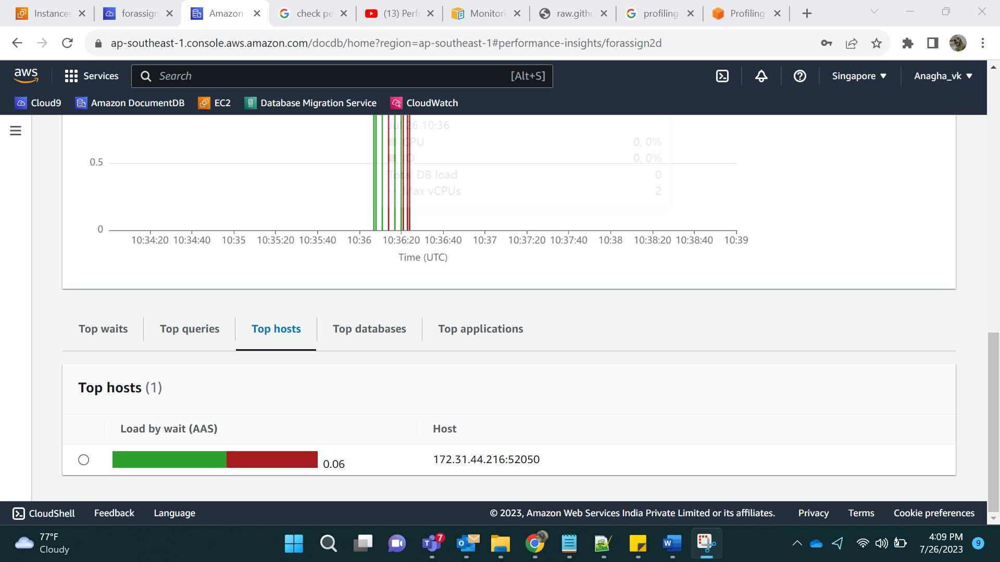 Instances
forassign
Amazon
check pe
(13) Perfo
Monitorin
raw.githu
profiling
Profiling
ap-southeast-1.console.aws.amazon.com/docdb/home?region=ap-southeast-1#performance-insights/forassign2d
aws
Services
Search
[Alt+S]
Singapore
Anagha_vk
Cloud9
Amazon DocumentDB
EC2
Database Migration Service
CloudWatch
Jul 26 10:36
CPU 0, 0%
IO 0, 0%
0.5
Total DB load 0
Max vCPUs 2
0
10:34:20 10:34:40 10:35 10:35:20 10:35:40 10:36 10:36:20 10:36:40 10:37 10:37:20 10:37:40 10:38 10:38:20 10:38:40 10:39
Time (UTC)
Top waits
Top queries
Top hosts
Top databases
Top applications
Top hosts (1)
Load by wait (AAS)
Host
0.06
172.31.44.216:52050
CloudShell
Feedback
Language
© 2023, Amazon Web Services India Private Limited or its affiliates.
Privacy
Terms
Cookie preferences
77°F
Cloudy
7
4:09 PM
7/26/2023
9